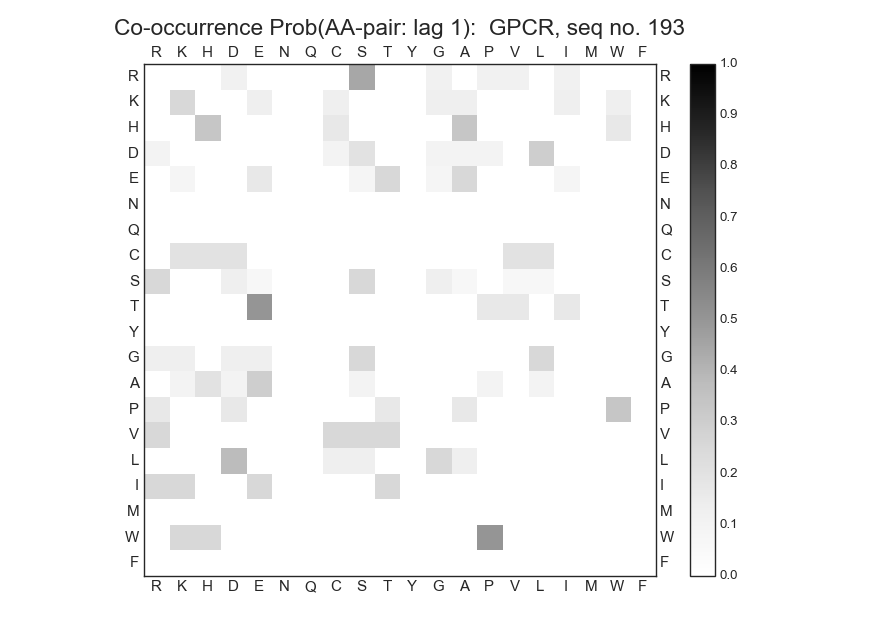 Co-occurrence Prob(AA-pair: lag 1):  GPCR, seq no. 193
R K H D E N Q C S T Y G A P V L I M W F
R R 1.0
K K 0.9
H H 0.8
D D 0.7
E E
N N 0.6
Q Q
C C
S S 0.5
T T
Y Y 0.4
G G
A A 0.3
P P
V V 0.2
L L
I I 0.1
M M
W W
F F 0.0
R K H D E N Q C S T Y G A P V L I M W F